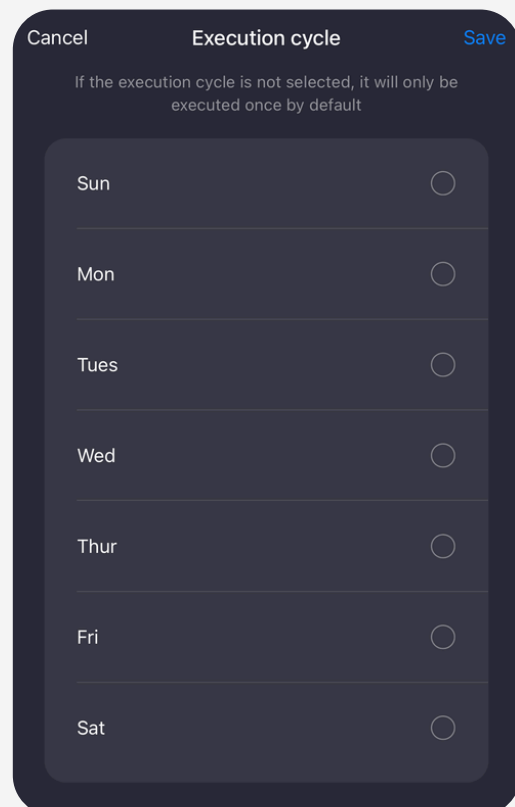 Cancel Execution cycle Save
If the execution cycle is not selected, it will only be
executed once by default
Sun
Mon
Tues
Wed
Thur
Fri
Sat